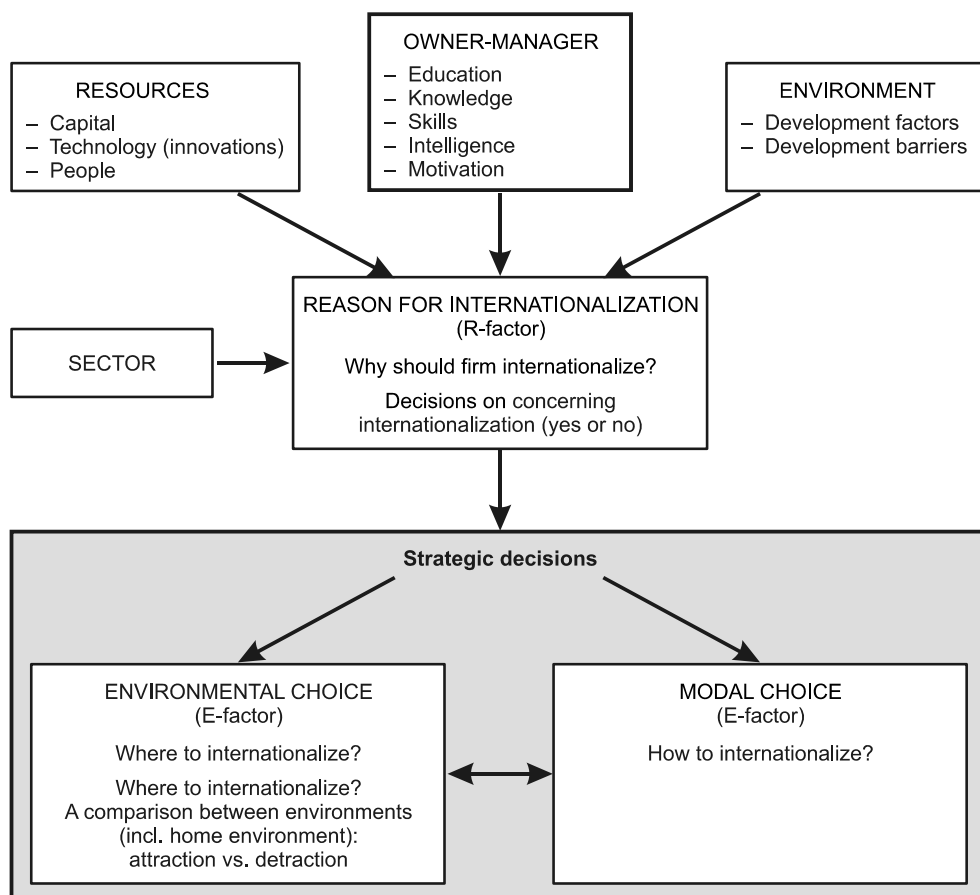 RESOURCES
– Capital
– Technology (innovations)
– People
OWNER-MANAGER
– Education
– Knowledge
– Skills
– Intelligence
– Motivation
ENVIRONMENT
– Development factors
– Development barriers
SECTOR
REASON FOR INTERNATIONALIZATION
(R-factor)
Why should firm internationalize?
Decisions on concerning
internationalization (yes or no)
Strategic decisions
ENVIRONMENTAL CHOICE
(E-factor)
Where to internationalize?
Where to internationalize?
A comparison between environments
(incl. home environment):
attraction vs. detraction
MODAL CHOICE
(E-factor)
How to internationalize?